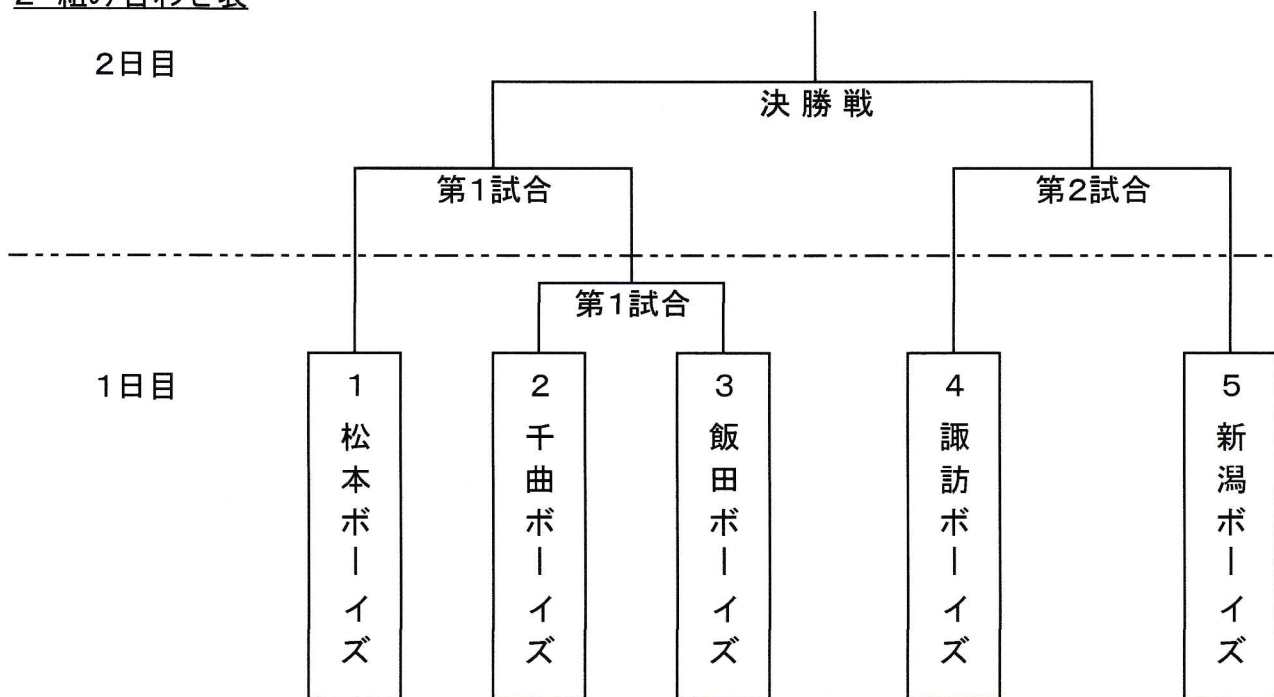 2日目
決勝戦
第1試合
第2試合
第1試合
1日目
1
松本ボーイズ
2
千曲ボーイズ
3
飯田ボーイズ
4
諏訪ボーイズ
5
新潟ボーイズ